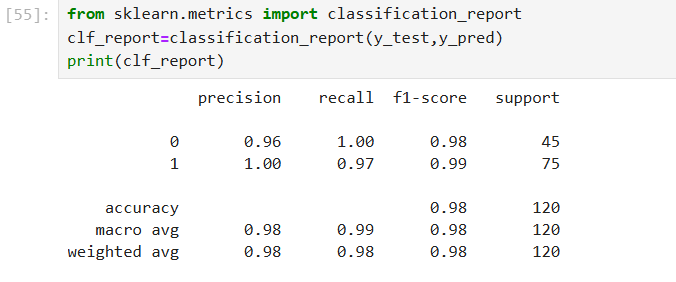 [55]: from sklearn.metrics import classification_report
clf_report=classification_report(y_test,y_pred)
print(clf_report)
precision recall f1-score support
0 0.96 1.00 0.98 45
1 1.00 0.97 0.99 75
accuracy 0.98 120
macro avg 0.98 0.99 0.98 120
weighted avg 0.98 0.98 0.98 120